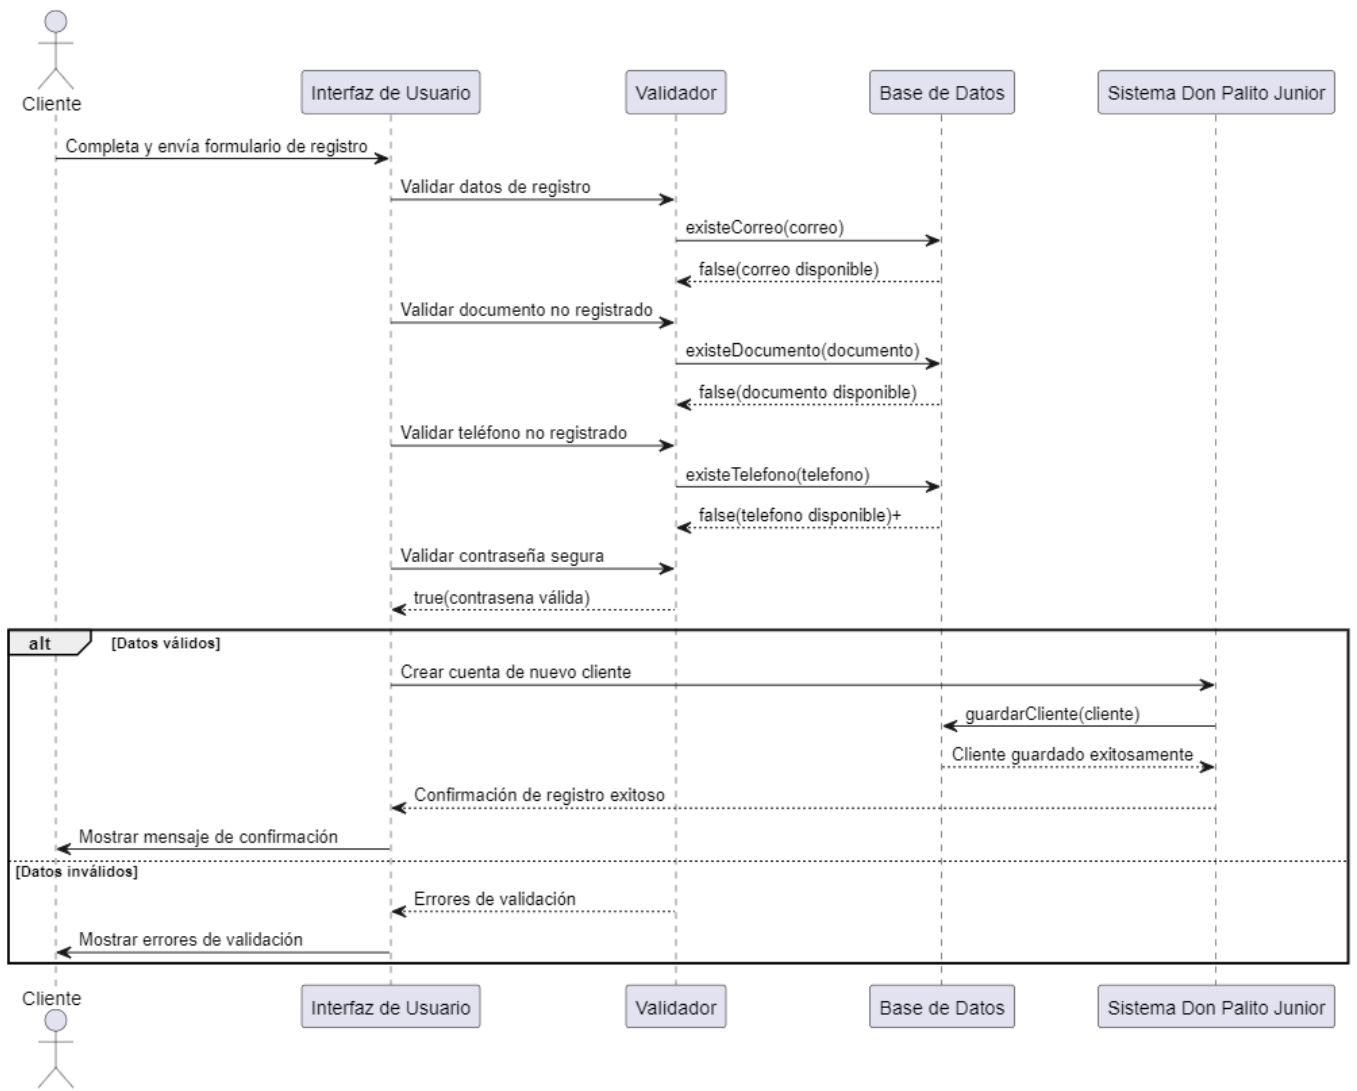 Cliente
Interfaz de Usuario
Validador
Base de Datos
Sistema Don Palito Junior
Completa y envía formulario de registro
Validar datos de registro
existeCorreo(correo)
false(correo disponible)
Validar documento no registrado
existeDocumento(documento)
false(documento disponible)
Validar teléfono no registrado
existeTelefono(telefono)
false(telefono disponible)+
Validar contraseña segura
true(contrasena válida)
alt
[Datos válidos]
Crear cuenta de nuevo cliente
guardarCliente(cliente)
Cliente guardado exitosamente
Confirmación de registro exitoso
Mostrar mensaje de confirmación
[Datos inválidos]
Errores de validación
Mostrar errores de validación
Cliente
Interfaz de Usuario
Validador
Base de Datos
Sistema Don Palito Junior